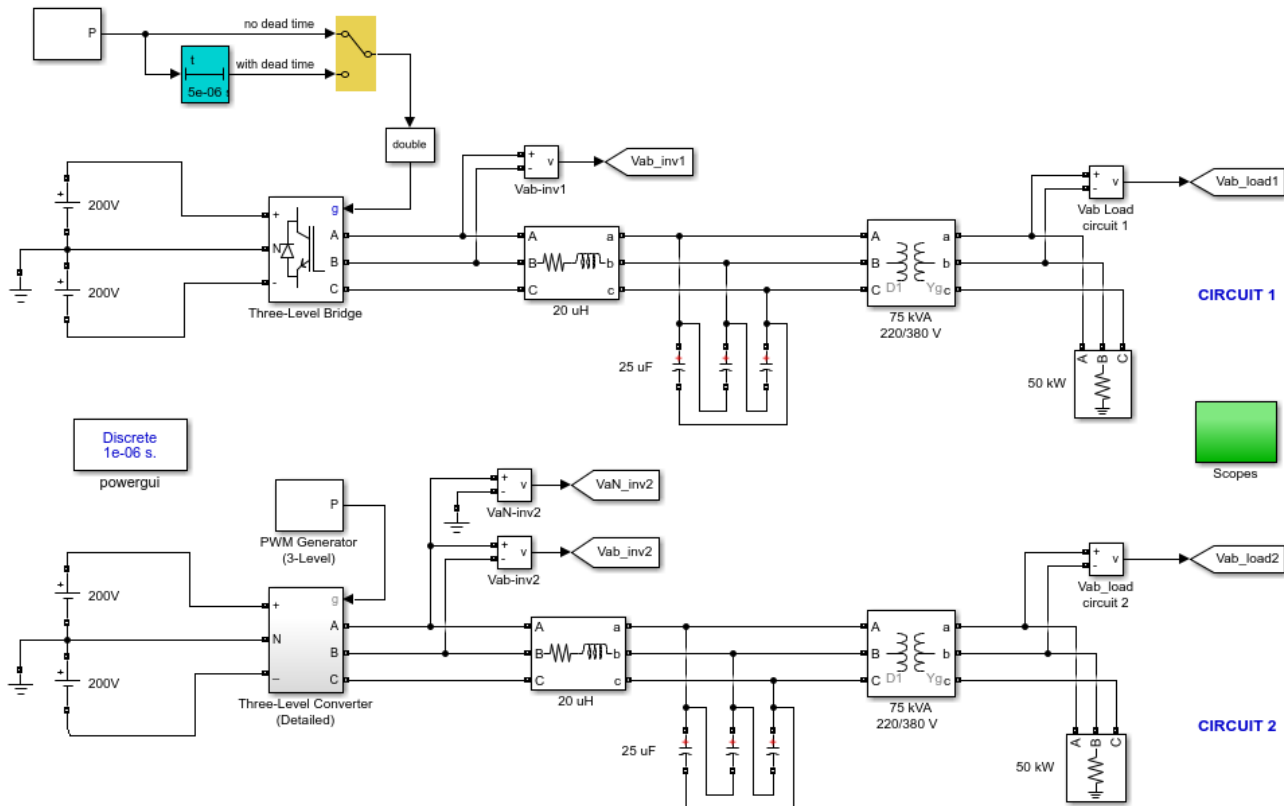 P
no dead time
t
with dead time
5e-06 s
double
+
-
v
Vab-inv1
Vab_inv1
+
-
v
Vab Load
circuit 1
Vab_load1
200V
200V
+
N
-
g
A
B
C
Three-Level Bridge
A
B
C
a
b
c
20 uH
25 uF
A
B
C
D1
Yg
a
b
c
75 kVA
220/380 V
CIRCUIT 1
A
B
C
50 kW
Discrete
1e-06 s.
powergui
Scopes
P
PWM Generator
(3-Level)
+
-
v
VaN-inv2
VaN_inv2
+
-
v
Vab-inv2
Vab_inv2
+
-
v
Vab_load
circuit 2
Vab_load2
200V
200V
+
N
–
g
A
B
C
Three-Level Converter
(Detailed)
A
B
C
a
b
c
20 uH
25 uF
A
B
C
D1
Yg
a
b
c
75 kVA
220/380 V
CIRCUIT 2
A
B
C
50 kW